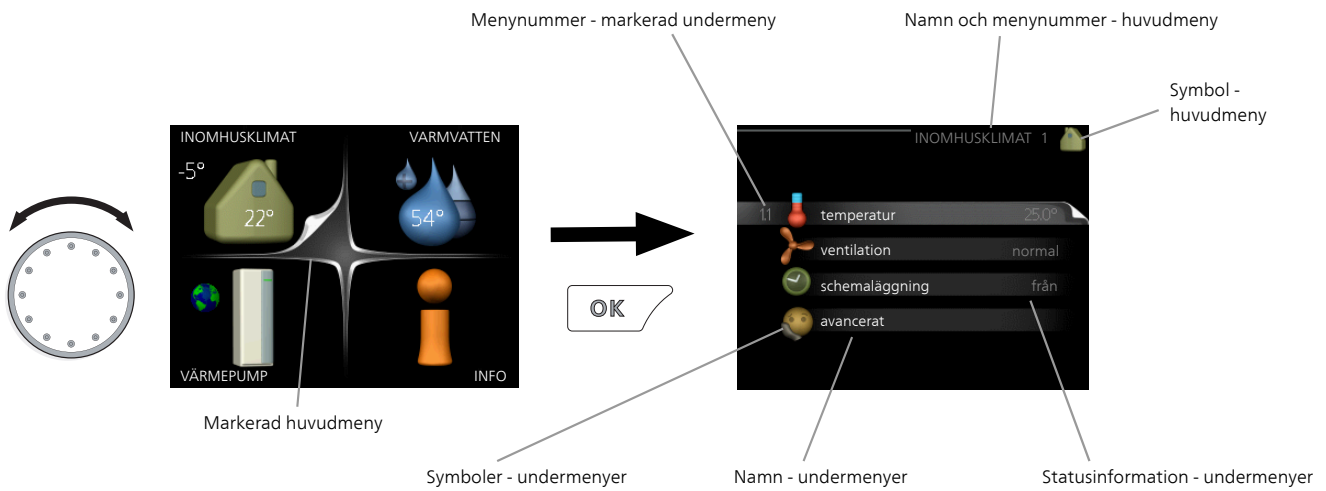 Menynummer - markerad undermeny
Namn och menynummer - huvudmeny
Symbol -
huvudmeny
INOMHUSKLIMAT
VARMVATTEN
-5°
22°
54°
VÄRMEPUMP
INFO
Markerad huvudmeny
OK
INOMHUSKLIMAT 1
1.1 temperatur 25.0°
ventilation normal
schemaläggning från
avancerat
Symboler - undermenyer
Namn - undermenyer
Statusinformation - undermenyer